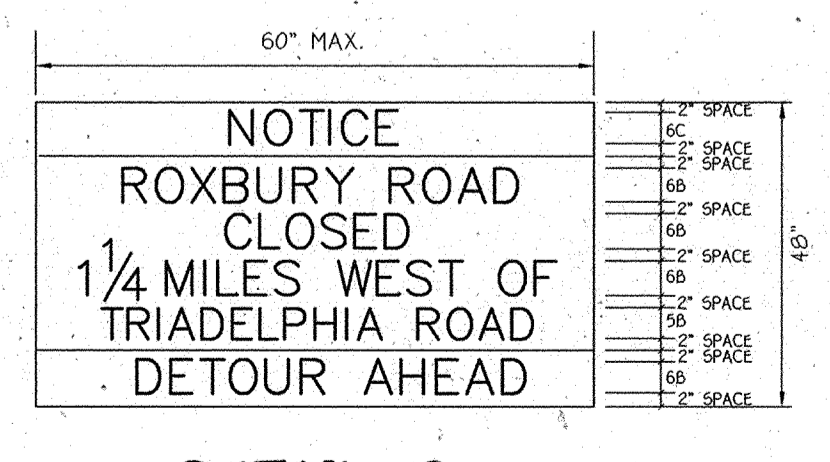 60" MAX.
NOTICE
ROXBURY ROAD
CLOSED
1 1/4 MILES WEST OF
TRIADELPHIA ROAD
DETOUR AHEAD
2" SPACE
6C
2" SPACE
2" SPACE
6B
2" SPACE
6B
2" SPACE
6B
2" SPACE
5B
2" SPACE
2" SPACE
6B
2" SPACE
48"